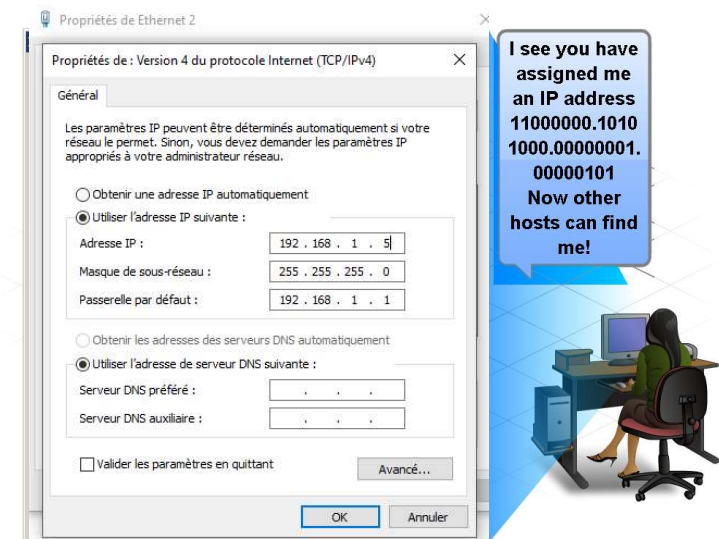 Propriétés de Ethernet 2
Propriétés de : Version 4 du protocole Internet (TCP/IPv4)
Général
Les paramètres IP peuvent être déterminés automatiquement si votre
réseau le permet. Sinon, vous devez demander les paramètres IP
appropriés à votre administrateur réseau.
Obtenir une adresse IP automatiquement
Utiliser l'adresse IP suivante :
Adresse IP : 192 . 168 . 1 . 5
Masque de sous-réseau : 255 . 255 . 255 . 0
Passerelle par défaut : 192 . 168 . 1 . 1
Obtenir les adresses des serveurs DNS automatiquement
Utiliser l'adresse de serveur DNS suivante :
Serveur DNS préféré : . . .
Serveur DNS auxiliaire : . . .
Valider les paramètres en quittant
Avancé...
OK Annuler
I see you have
assigned me
an IP address
11000000.1010
1000.00000001.
00000101
Now other
hosts can find
me!